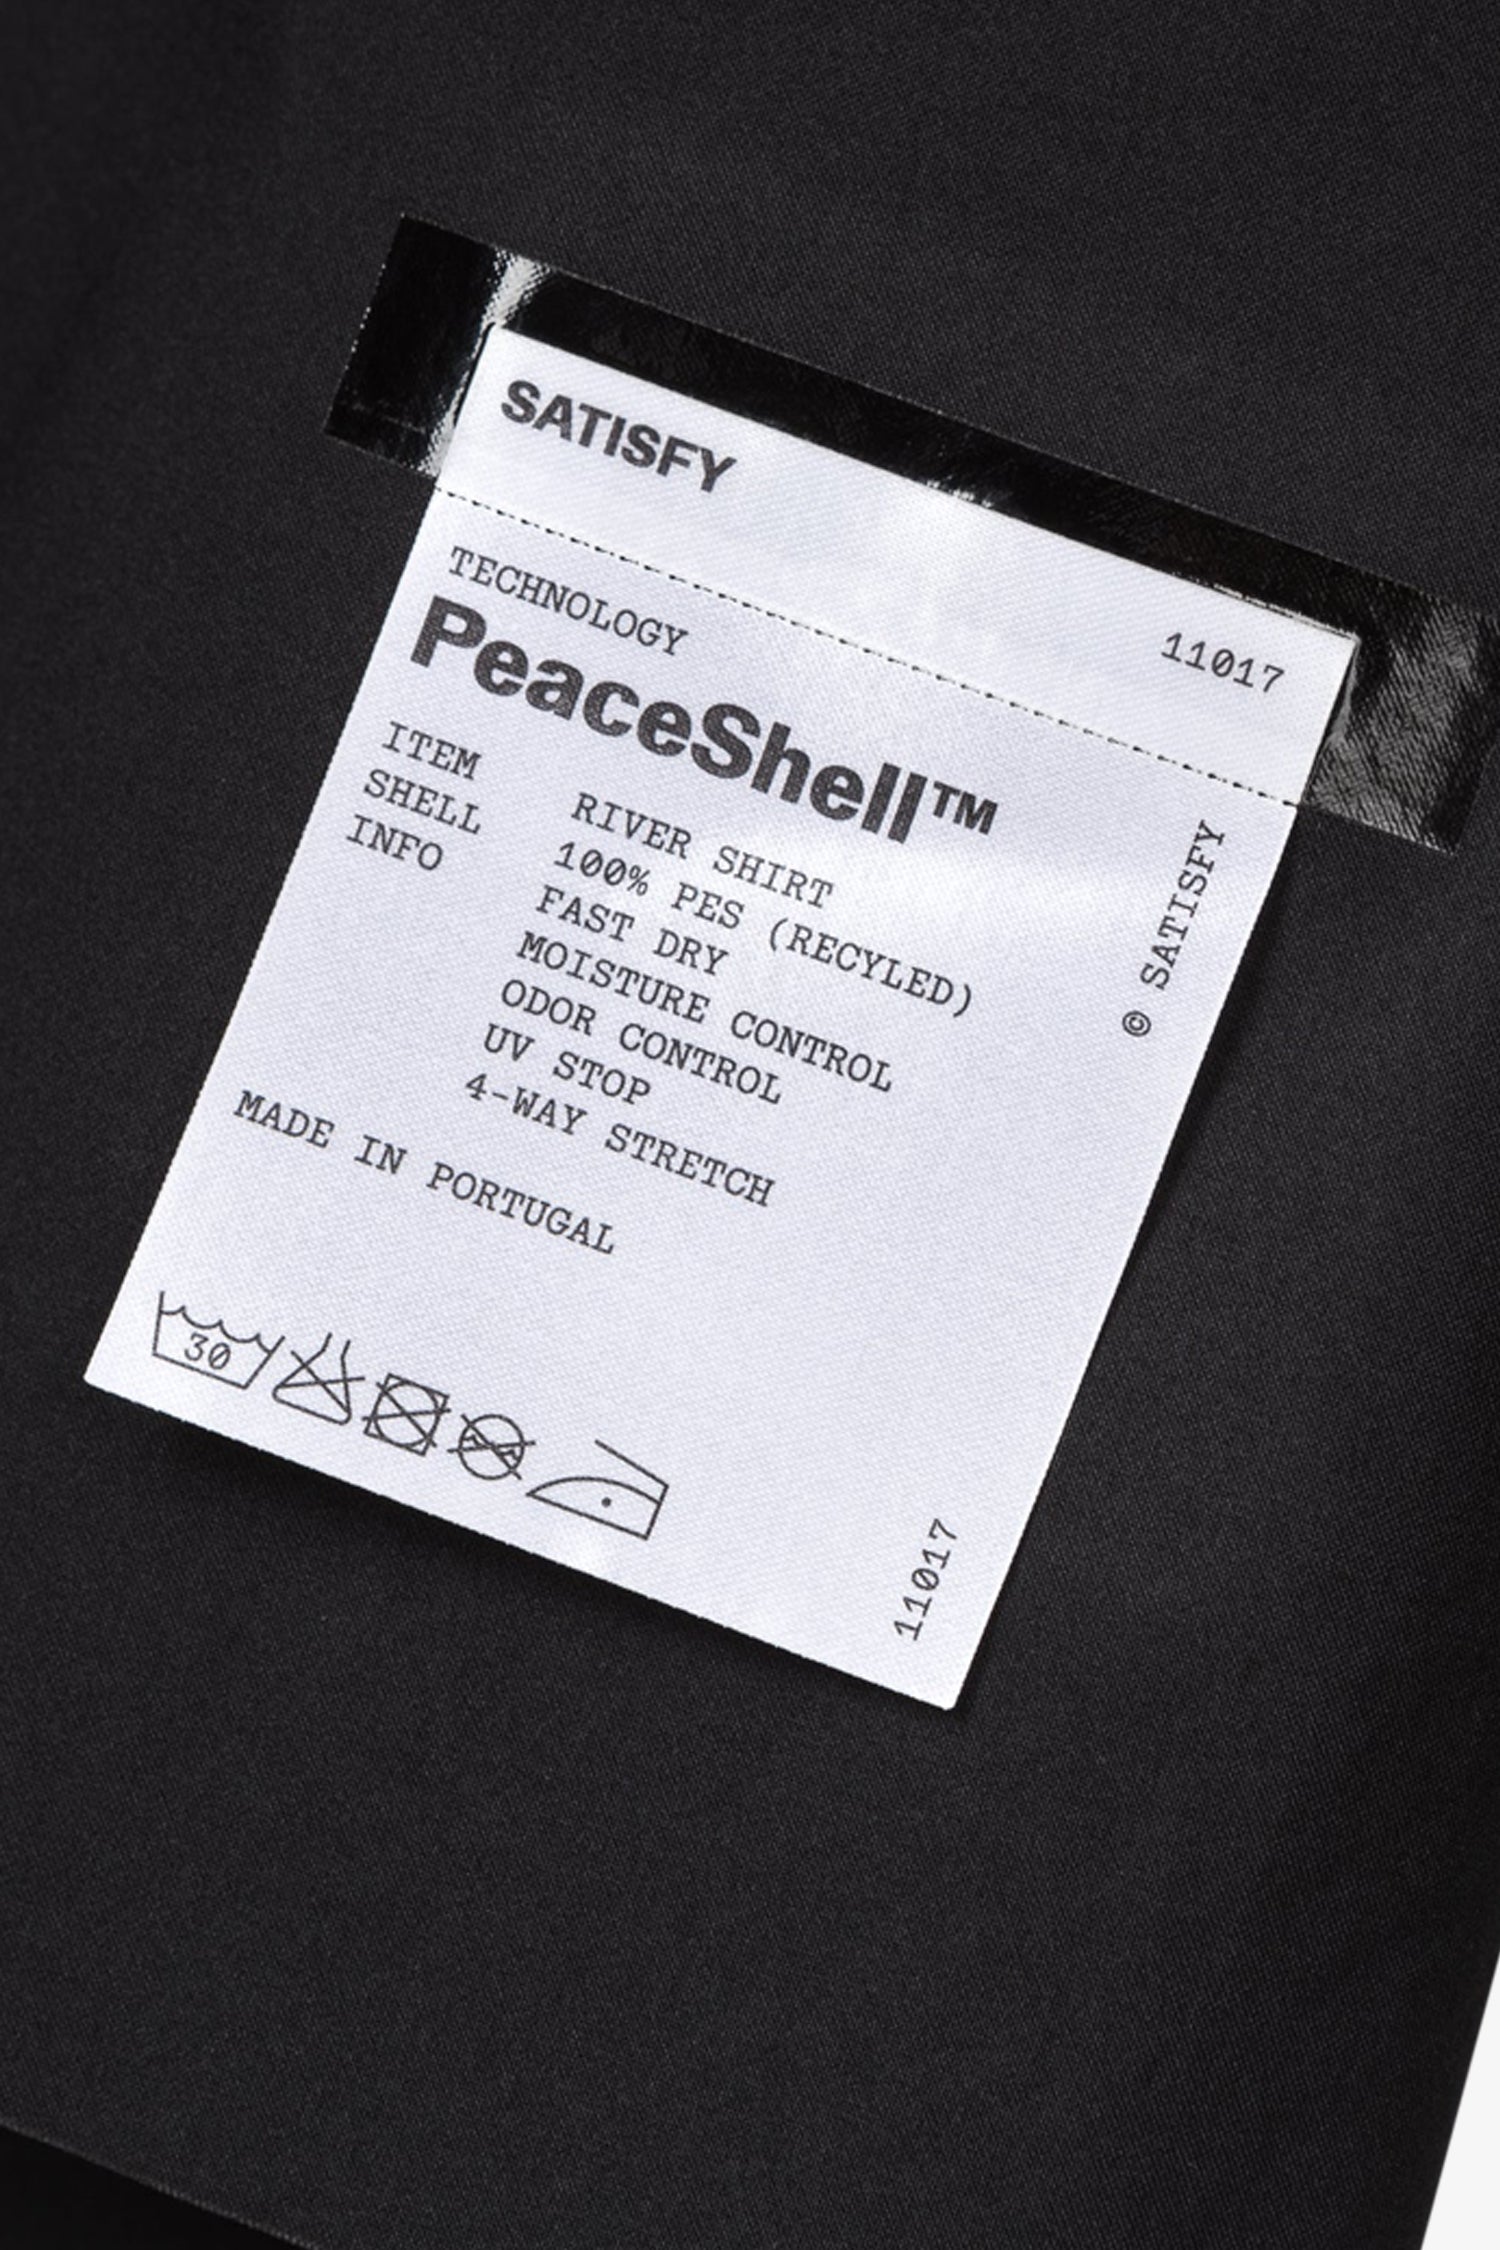 SATISFY
11017
TECHNOLOGY
PeaceShell™
ITEM RIVER SHIRT
SHELL 100% PES (RECYLED)
INFO FAST DRY
MOISTURE CONTROL
ODOR CONTROL
UV STOP
4-WAY STRETCH
MADE IN PORTUGAL
© SATISFY
30
11017